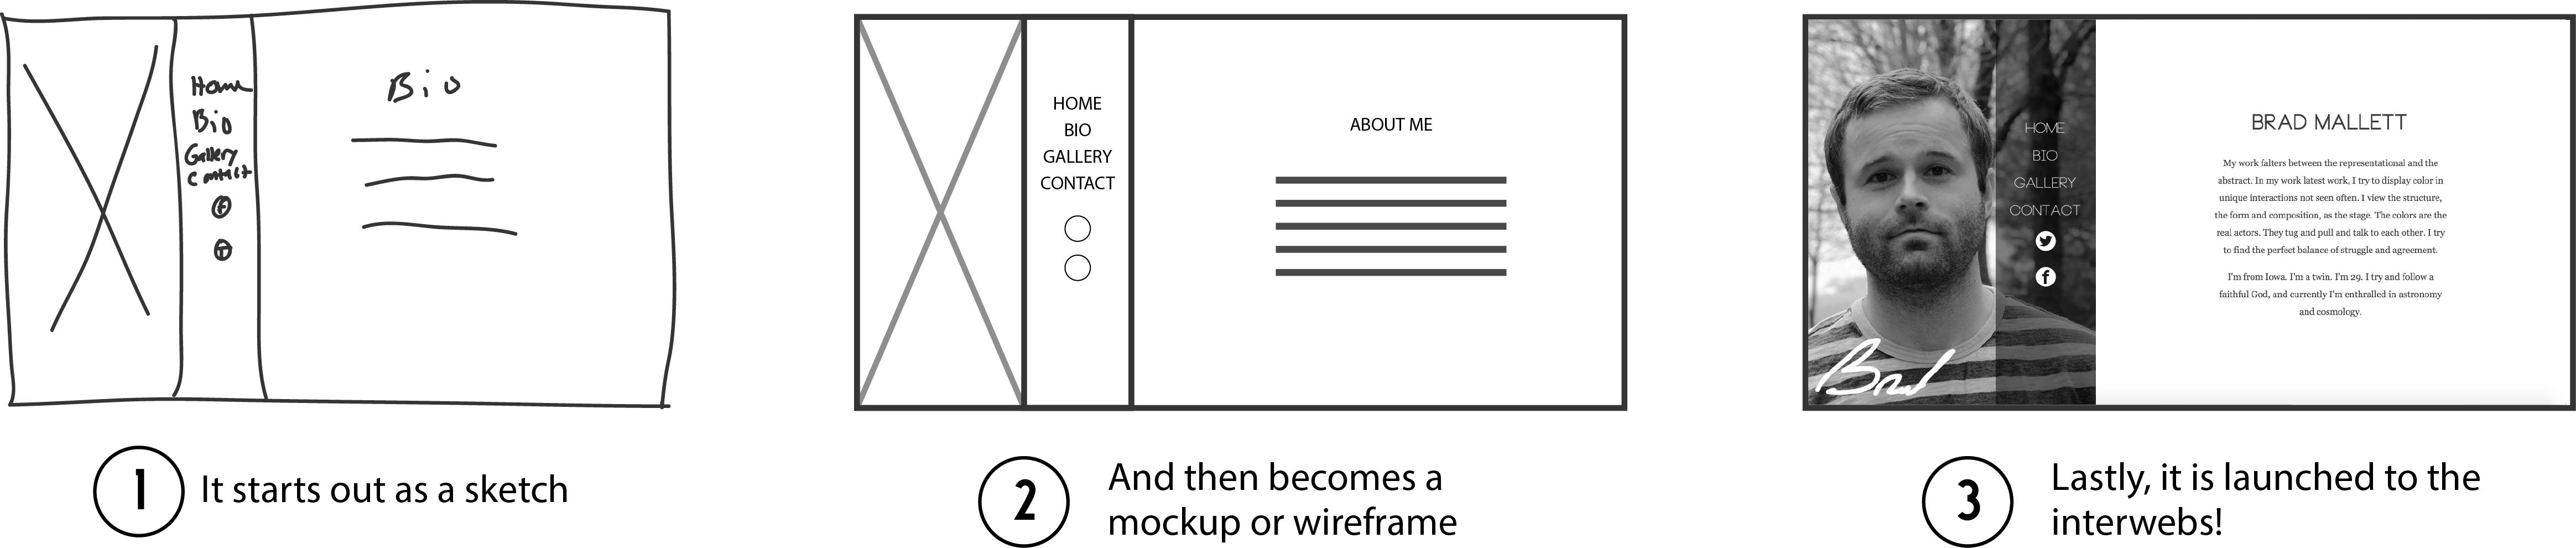 Home
Bio
Gallery
Contact
f
T
Bio
1
It starts out as a sketch
HOME
BIO
GALLERY
CONTACT
ABOUT ME
2
And then becomes a
mockup or wireframe
Brad
HOME
BIO
GALLERY
CONTACT
f
BRAD MALLETT
My work falters between the representational and the
abstract. In my work latest work, I try to display color in
unique interactions not seen often. I view the structure,
the form and composition, as the stage. The colors are the
real actors. They tug and pull and talk to each other. I try
to find the perfect balance of struggle and agreement.
I'm from Iowa. I'm a twin. I'm 29. I try and follow a
faithful God, and currently I'm enthralled in astronomy
and cosmology.
3
Lastly, it is launched to the
interwebs!